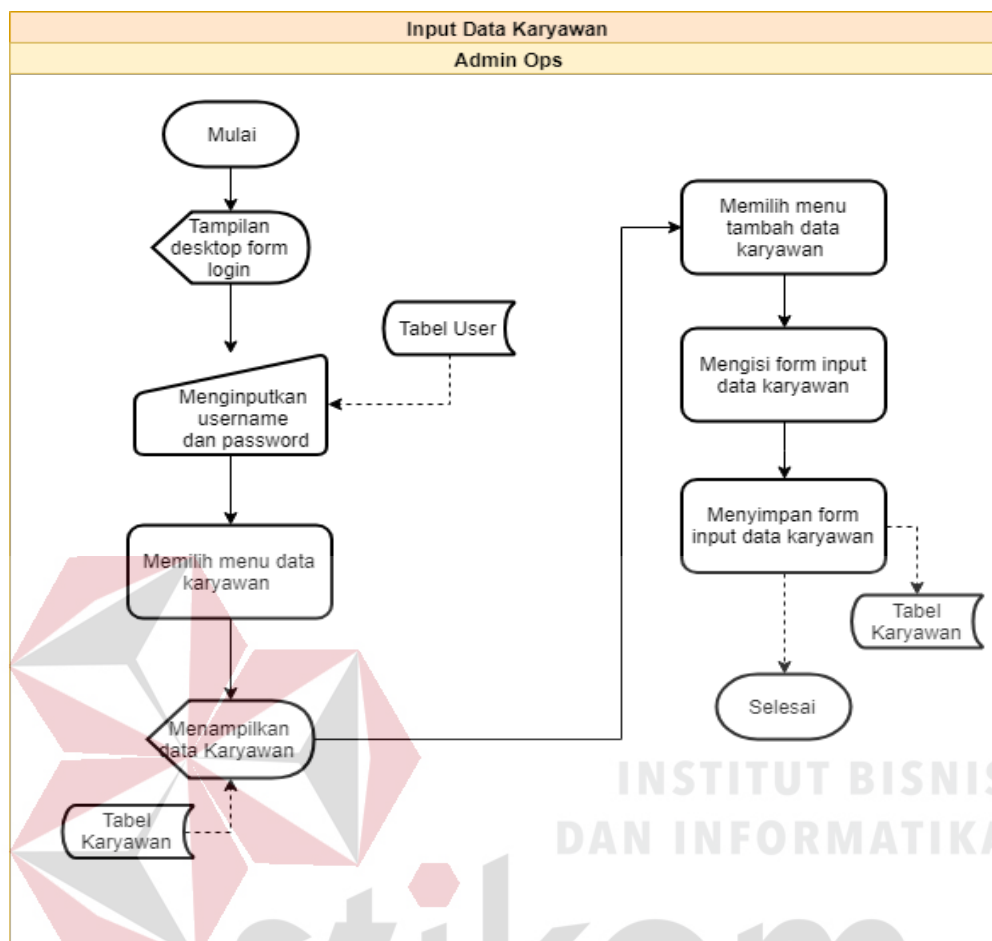 Input Data Karyawan
Admin Ops
Mulai
Tampilan
desktop form
login
Tabel User
Menginputkan
username
dan password
Memilih menu data
karyawan
Menampilkan
data Karyawan
Tabel
Karyawan
Memilih menu
tambah data
karyawan
Mengisi form input
data karyawan
Menyimpan form
input data karyawan
Tabel
Karyawan
Selesai
INSTITUT BISNIS
DAN INFORMATIKA
stikom